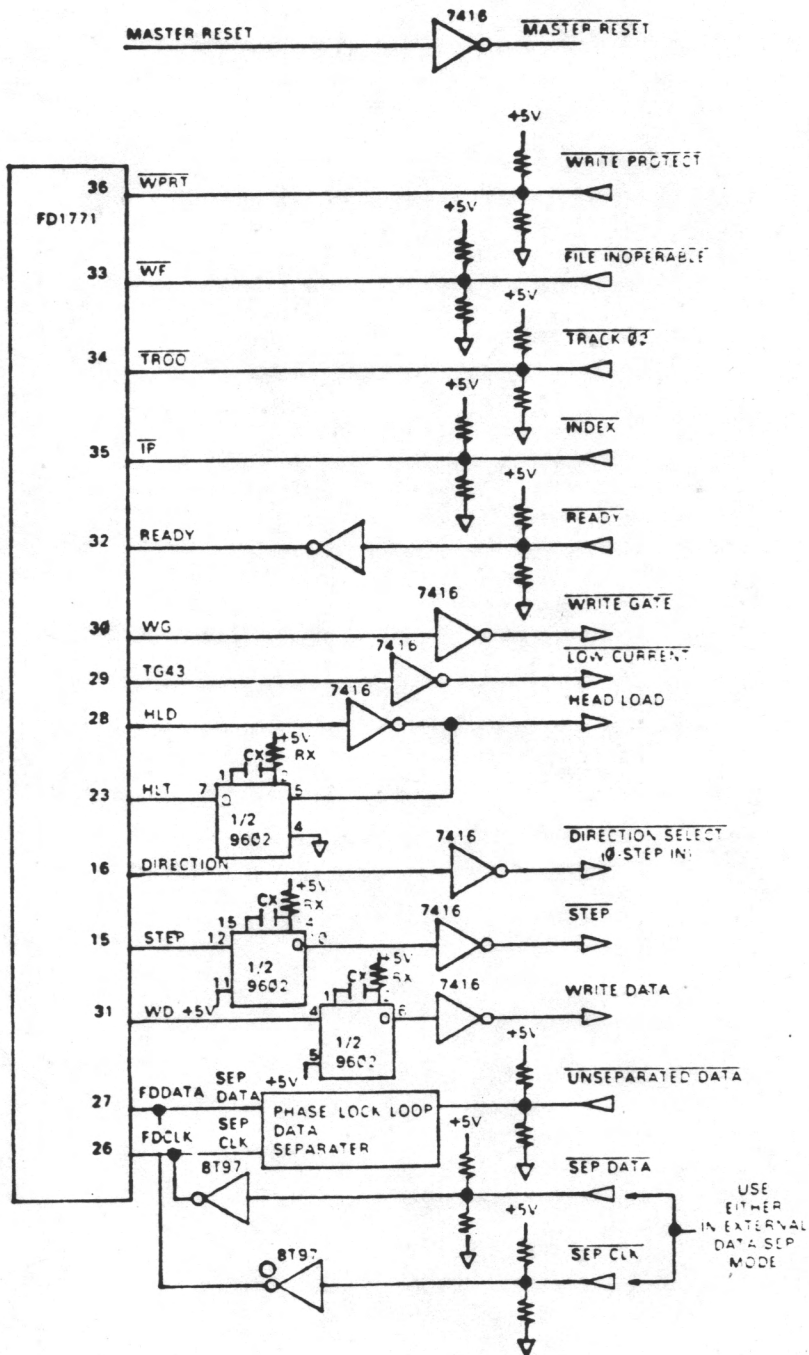 7416
MASTER RESET
MASTER RESET
+5V
WRITE PROTECT
36 WPRT
FD1771
+5V
FILE INOPERABLE
33 WF
+5V
TRACK 00
34 TROO
+5V
INDEX
35 IP
+5V
READY
32 READY
WRITE GATE
7416
30 WG
LOW CURRENT
7416
29 TG43
HEAD LOAD
7416
28 HLD
+5V
CX RX
1
23 HLT 7 Q 5
1/2 4
9602
DIRECTION SELECT
(0-STEP IN)
7416
16 DIRECTION
+5V
CX RX
15
STEP
7416
15 STEP 12 Q 10
1/2
9602
11
+5V
+5V
CX RX
1
WRITE DATA
7416
31 WD 4 Q 6
1/2
9602
5
+5V
+5V
UNSEPARATED DATA
27 FDDATA SEP DATA
PHASE LOCK LOOP
DATA
SEPARATER
26 FDCLK SEP CLK
+5V
SEP DATA
8T97
+5V
SEP CLK
8T97
USE
EITHER
IN EXTERNAL
DATA SEP
MODE